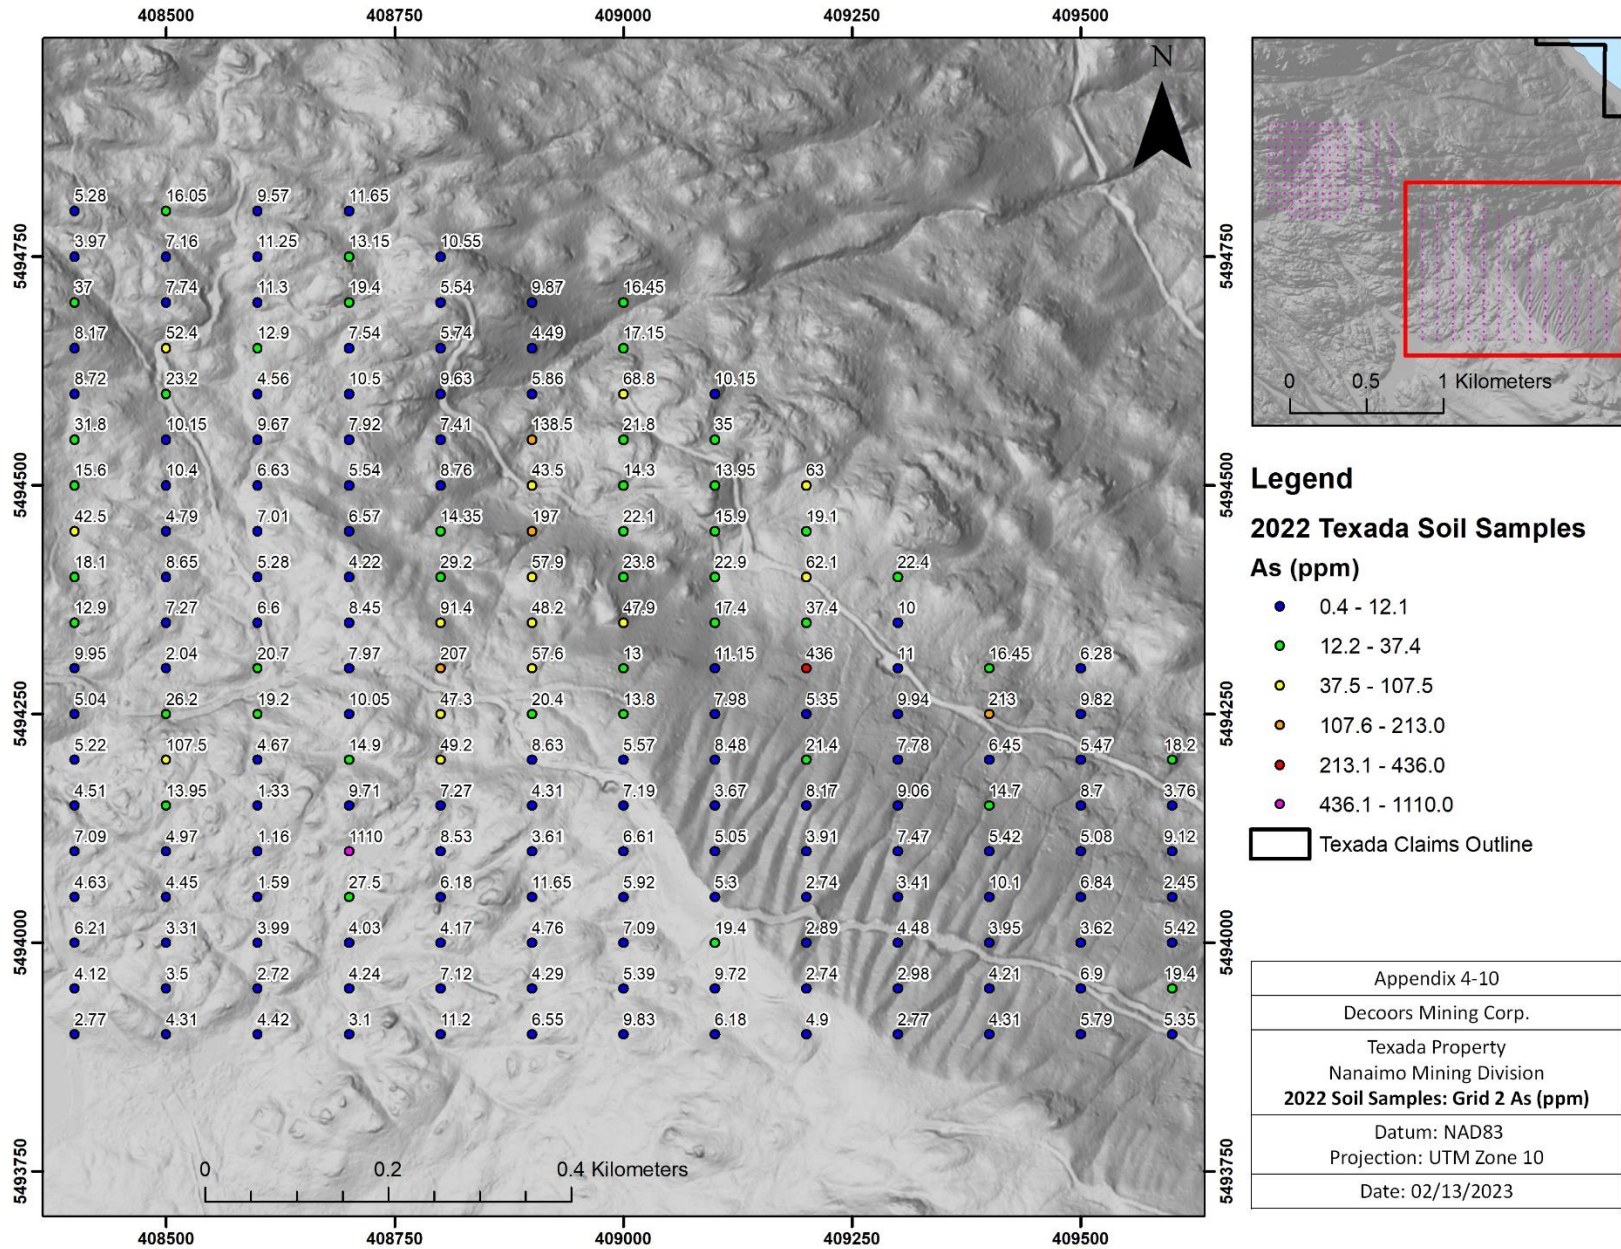 408500 408750 409000 409250 409500
N
5.28 16.05 9.57 11.65
5494750 3.97 7.16 11.25 13.15 10.55 5494750
37 7.74 11.3 19.4 5.54 9.87 16.45
8.17 52.4 12.9 7.54 5.74 4.49 17.15
8.72 23.2 4.56 10.5 9.63 5.86 68.8 10.15
31.8 10.15 9.67 7.92 7.41 138.5 21.8 35
5494500 15.6 10.4 6.63 5.54 8.76 43.5 14.3 13.95 63 5494500
42.5 4.79 7.01 6.57 14.35 197 22.1 15.9 19.1
18.1 8.65 5.28 4.22 29.2 57.9 23.8 22.9 62.1 22.4
12.9 7.27 6.6 8.45 91.4 48.2 47.9 17.4 37.4 10
9.95 2.04 20.7 7.97 207 57.6 13 11.15 436 11 16.45 6.28
5494250 5.04 26.2 19.2 10.05 47.3 20.4 13.8 7.98 5.35 9.94 213 9.82 5494250
5.22 107.5 4.67 14.9 49.2 8.63 5.57 8.48 21.4 7.78 6.45 5.47 18.2
4.51 13.95 1.33 9.71 7.27 4.31 7.19 3.67 8.17 9.06 14.7 8.7 3.76
7.09 4.97 1.16 1110 8.53 3.61 6.61 5.05 3.91 7.47 5.42 5.08 9.12
4.63 4.45 1.59 27.5 6.18 11.65 5.92 5.3 2.74 3.41 10.1 6.84 2.45
5494000 6.21 3.31 3.99 4.03 4.17 4.76 7.09 19.4 2.89 4.48 3.95 3.62 5.42 5494000
4.12 3.5 2.72 4.24 7.12 4.29 5.39 9.72 2.74 2.98 4.21 6.9 19.4
2.77 4.31 4.42 3.1 11.2 6.55 9.83 6.18 4.9 2.77 4.31 5.79 5.35
5493750 5493750
0 0.2 0.4 Kilometers
408500 408750 409000 409250 409500
0 0.5 1 Kilometers
Legend
2022 Texada Soil Samples
As (ppm)
0.4 - 12.1
12.2 - 37.4
37.5 - 107.5
107.6 - 213.0
213.1 - 436.0
436.1 - 1110.0
Texada Claims Outline
Appendix 4-10
Decoors Mining Corp.
Texada Property
Nanaimo Mining Division
2022 Soil Samples: Grid 2 As (ppm)
Datum: NAD83
Projection: UTM Zone 10
Date: 02/13/2023